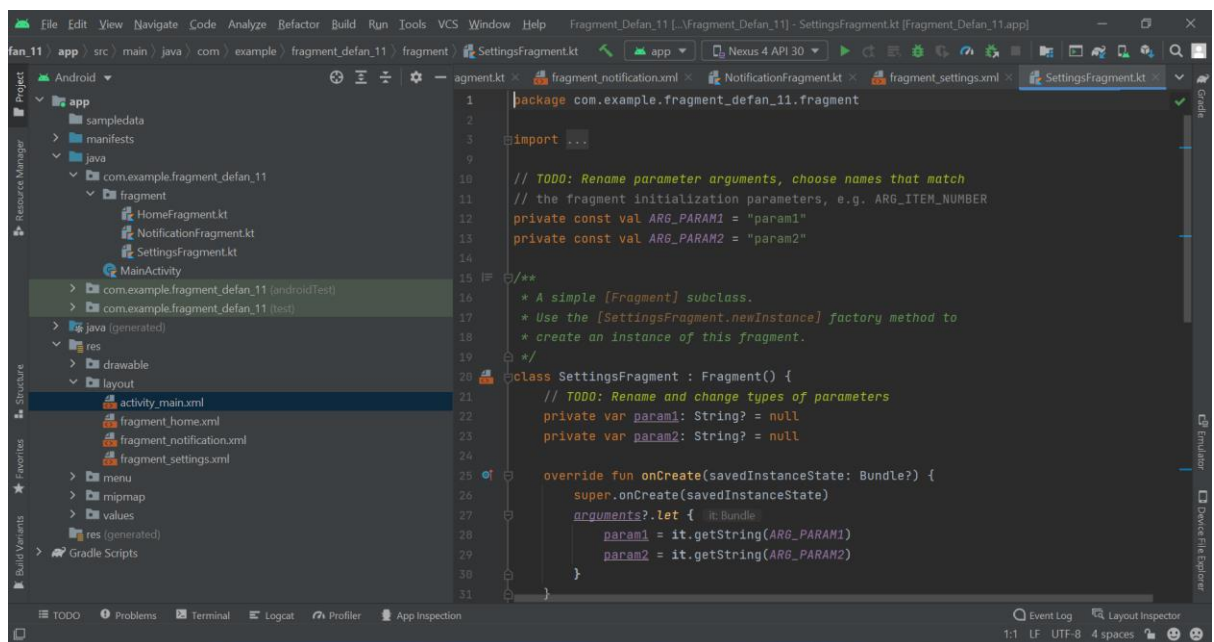 File Edit View Navigate Code Analyze Refactor Build Run Tools VCS Window Help Fragment_Defan_11 [...\Fragment_Defan_11] - SettingsFragment.kt [Fragment_Defan_11.app]
fan_11 app src main java com example fragment_defan_11 fragment SettingsFragment.kt app Nexus 4 API 30
Android
agment.kt fragment_notification.xml NotificationFragment.kt fragment_settings.xml SettingsFragment.kt
Project
Resource Manager
Structure
Favorites
Build Variants
app
sampledata
manifests
java
com.example.fragment_defan_11
fragment
HomeFragment.kt
NotificationFragment.kt
SettingsFragment.kt
MainActivity
com.example.fragment_defan_11 (androidTest)
com.example.fragment_defan_11 (test)
java (generated)
res
drawable
layout
activity_main.xml
fragment_home.xml
fragment_notification.xml
fragment_settings.xml
menu
mipmap
values
res (generated)
Gradle Scripts
1 package com.example.fragment_defan_11.fragment
2
3 import ...
9
10 // TODO: Rename parameter arguments, choose names that match
11 // the fragment initialization parameters, e.g. ARG_ITEM_NUMBER
12 private const val ARG_PARAM1 = "param1"
13 private const val ARG_PARAM2 = "param2"
14
15 /**
16 * A simple [Fragment] subclass.
17 * Use the [SettingsFragment.newInstance] factory method to
18 * create an instance of this fragment.
19 */
20 class SettingsFragment : Fragment() {
21 // TODO: Rename and change types of parameters
22 private var param1: String? = null
23 private var param2: String? = null
24
25 override fun onCreate(savedInstanceState: Bundle?) {
26 super.onCreate(savedInstanceState)
27 arguments?.let { it: Bundle
28 param1 = it.getString(ARG_PARAM1)
29 param2 = it.getString(ARG_PARAM2)
30 }
31 }
Gradle
Emulator
Device File Explorer
TODO Problems Terminal Logcat Profiler App Inspection Event Log Layout Inspector
1:1 LF UTF-8 4 spaces